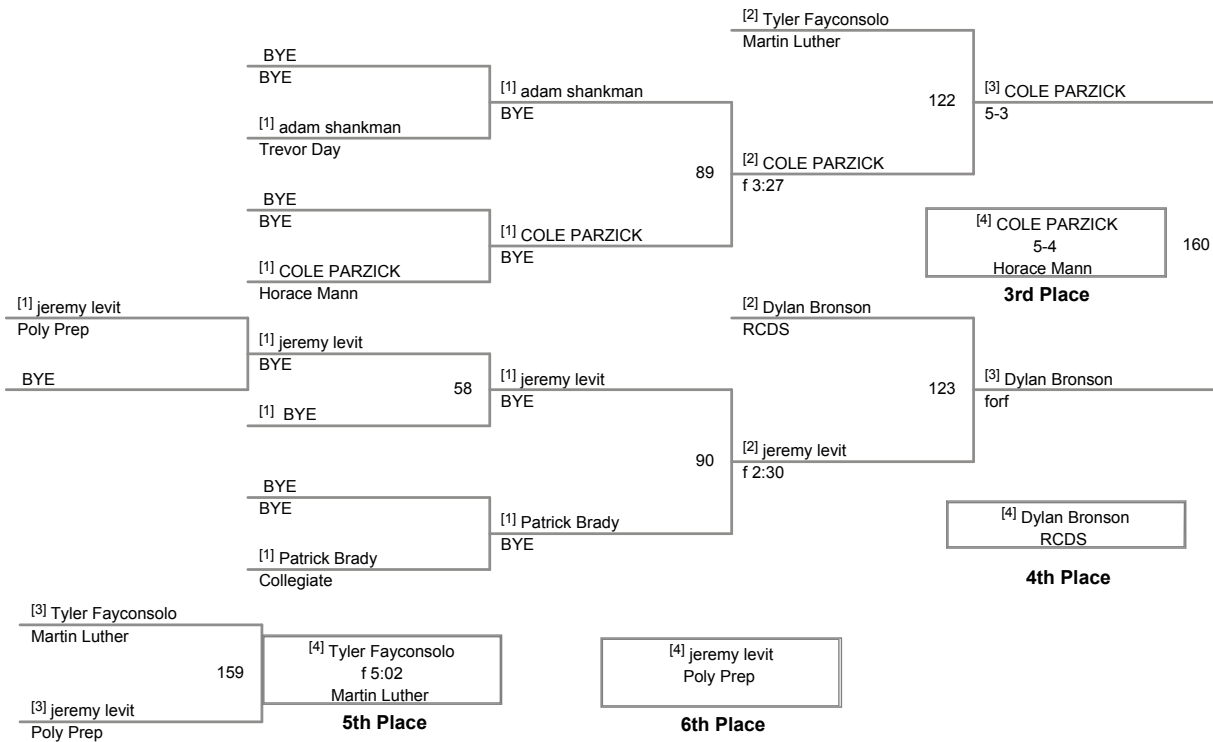 [2] Tyler Fayconsolo
Martin Luther
BYE
BYE
[1] adam shankman
BYE
122
[3] COLE PARZICK
5-3
[1] adam shankman
Trevor Day
89
[2] COLE PARZICK
f 3:27
BYE
BYE
[1] COLE PARZICK
BYE
[4] COLE PARZICK
5-4
Horace Mann
160
3rd Place
[1] COLE PARZICK
Horace Mann
[1] jeremy levit
Poly Prep
[2] Dylan Bronson
RCDS
[1] jeremy levit
BYE
BYE
58
[1] jeremy levit
BYE
123
[3] Dylan Bronson
forf
[1] BYE
90
[2] jeremy levit
f 2:30
BYE
BYE
[1] Patrick Brady
BYE
[4] Dylan Bronson
RCDS
4th Place
[1] Patrick Brady
Collegiate
[3] Tyler Fayconsolo
Martin Luther
159
[4] Tyler Fayconsolo
f 5:02
Martin Luther
5th Place
[4] jeremy levit
Poly Prep
6th Place
[3] jeremy levit
Poly Prep